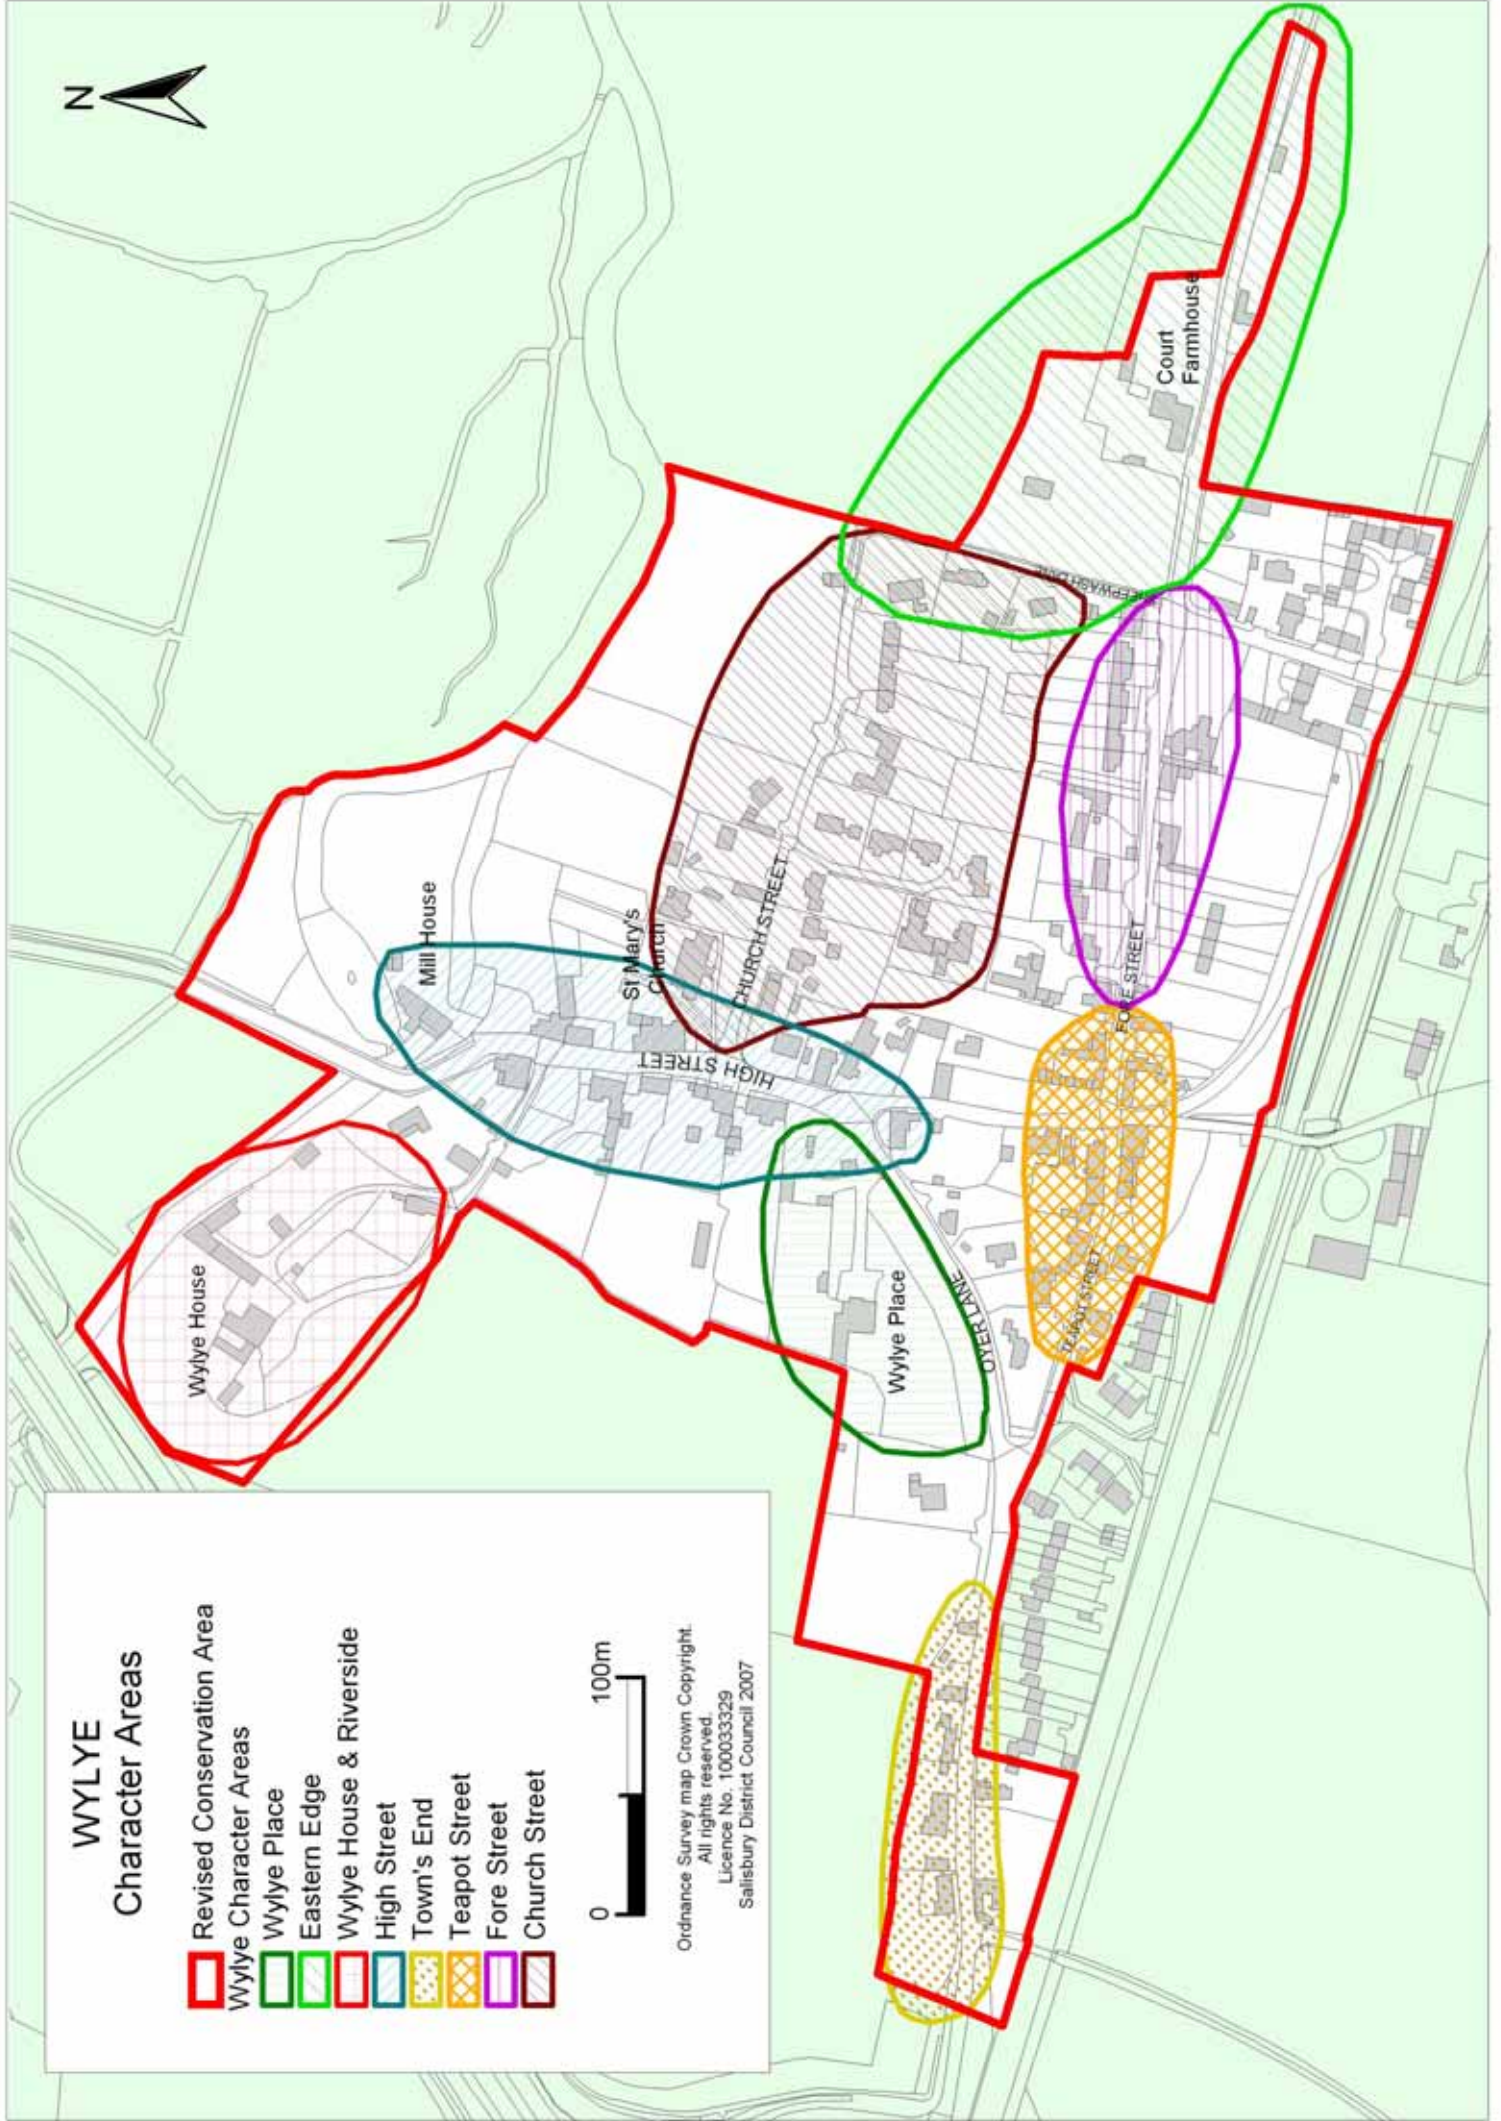 WYLYE
Character Areas
Revised Conservation Area
Wylye Character Areas
Wylye Place
Eastern Edge
Wylye House & Riverside
High Street
Town's End
Teapot Street
Fore Street
Church Street
0 100m
Ordnance Survey map Crown Copyright.
All rights reserved.
Licence No. 100033329
Salisbury District Council 2007
N
Wylye House
Mill House
St Mary's
Church
HIGH STREET
CHURCH STREET
Wylye Place
OYER LANE
TEAPOT STREET
FORE STREET
SHEEPWASH LANE
Court
Farmhouse